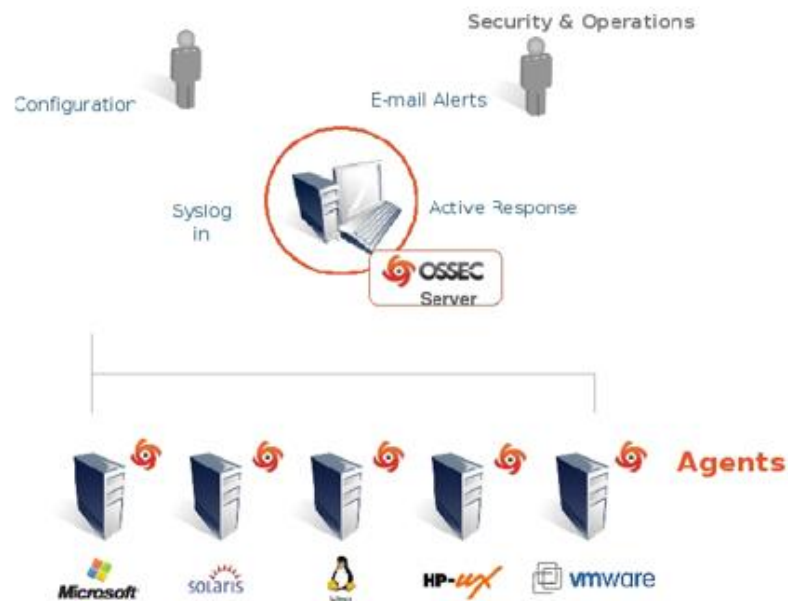 Security & Operations
Configuration
E-mail Alerts
Syslog
in
Active Response
OSSEC
Server
Agents
Microsoft
solaris
HP-UX
vmware